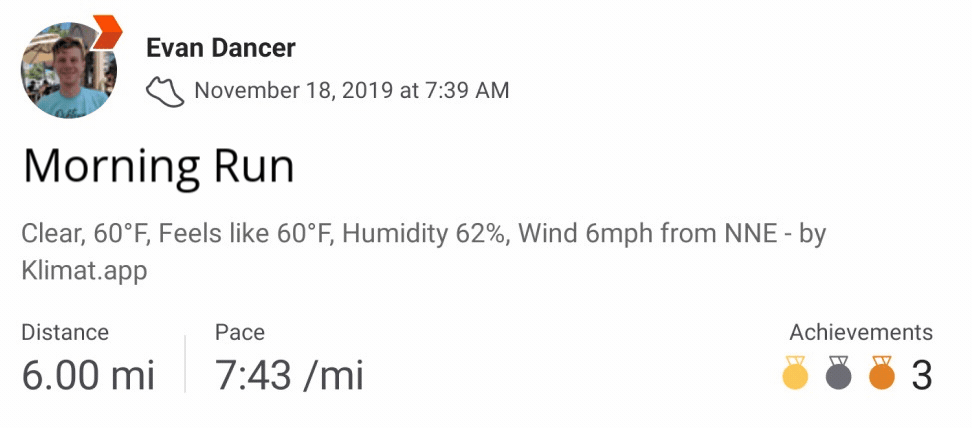 Evan Dancer
November 18, 2019 at 7:39 AM
Morning Run
Clear, 60°F, Feels like 60°F, Humidity 62%, Wind 6mph from NNE - by
Klimat.app
Distance
6.00 mi
Pace
7:43 /mi
Achievements
3